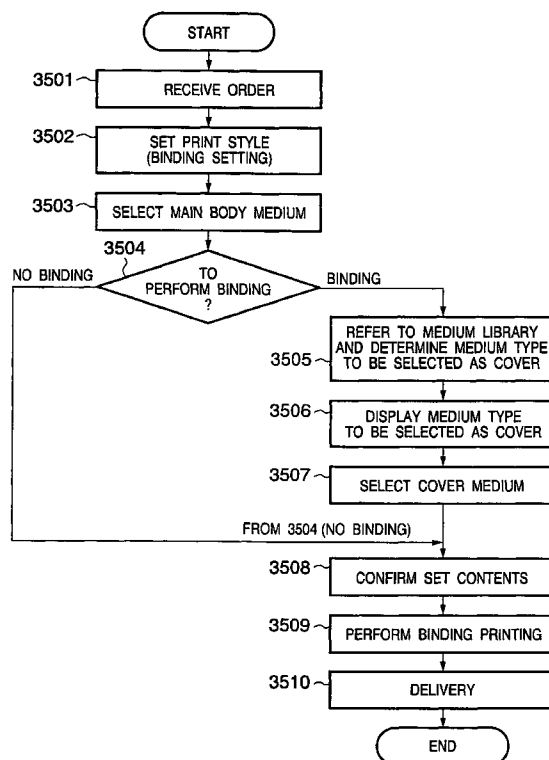 START
3501
RECEIVE ORDER
3502
SET PRINT STYLE
(BINDING SETTING)
3503
SELECT MAIN BODY MEDIUM
3504
NO BINDING
TO
PERFORM BINDING
?
BINDING
3505
REFER TO MEDIUM LIBRARY
AND DETERMINE MEDIUM TYPE
TO BE SELECTED AS COVER
3506
DISPLAY MEDIUM TYPE
TO BE SELECTED AS COVER
3507
SELECT COVER MEDIUM
FROM 3504 (NO BINDING)
3508
CONFIRM SET CONTENTS
3509
PERFORM BINDING PRINTING
3510
DELIVERY
END